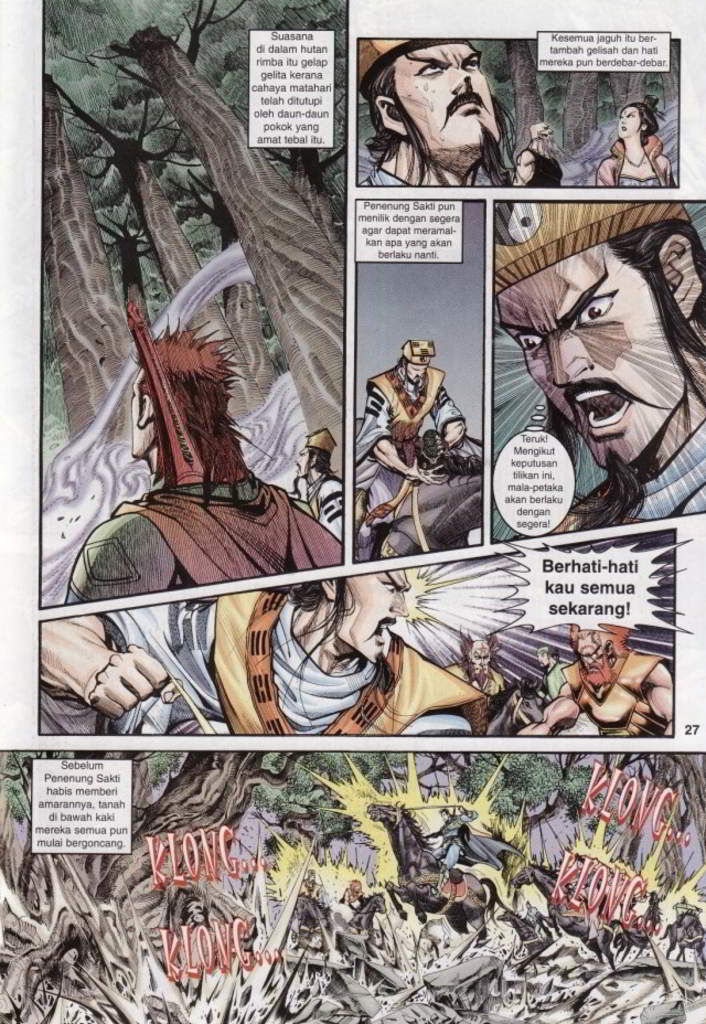 Suasana
di dalam hutan
rimba itu gelap
gelita kerana
cahaya matahari
telah ditutupi
oleh daun-daun
pokok yang
amat tebal itu.
Kesemua jaguh itu ber-
tambah gelisah dan hati
mereka pun berdebar-debar.
Penenung Sakti pun
menilik dengan segera
agar dapat meramal-
kan apa yang akan
berlaku nanti.
Teruk!
Mengikut
keputusan
tilikan ini,
mala-petaka
akan berlaku
dengan
segera!
Berhati-hati
kau semua
sekarang!
27
Sebelum
Penenung Sakti
habis memberi
amarannya, tanah
di bawah kaki
mereka semua pun
mulai bergoncang.
KLONG...
KLONG...
KLONG...
KLONG...